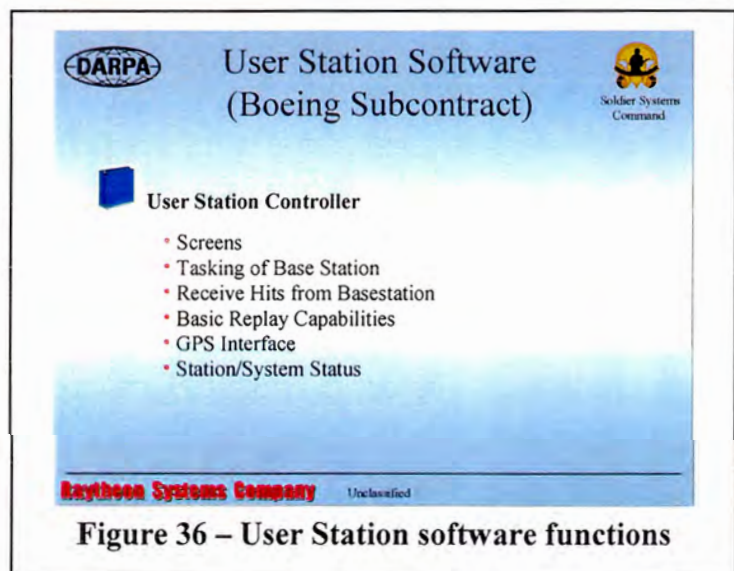 DARPA
User Station Software
(Boeing Subcontract)
Soldier Systems
Command
User Station Controller
• Screens
• Tasking of Base Station
• Receive Hits from Basestation
• Basic Replay Capabilities
• GPS Interface
• Station/System Status
Raytheon Systems Company
Unclassified
Figure 36 – User Station software functions